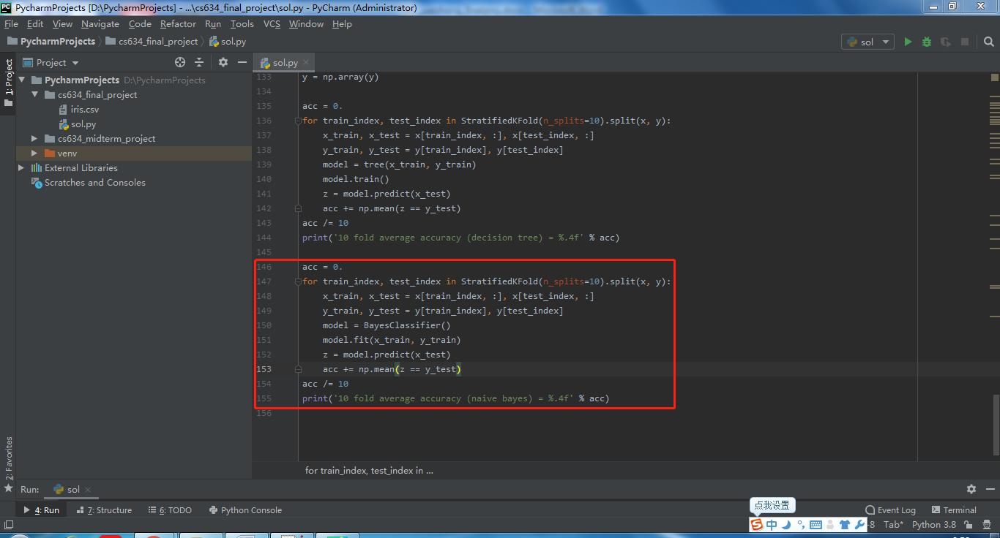 PycharmProjects [D:\PycharmProjects] - ...\cs634_final_project\sol.py - PyCharm (Administrator)
File Edit View Navigate Code Refactor Run Tools VCS Window Help
PycharmProjects cs634_final_project sol.py
sol
1: Project
Project
PycharmProjects D:\PycharmProjects
cs634_final_project
iris.csv
sol.py
cs634_midterm_project
venv
External Libraries
Scratches and Consoles
2: Favorites
sol.py
133 y = np.array(y)
134
135 acc = 0.
136 for train_index, test_index in StratifiedKFold(n_splits=10).split(x, y):
137 x_train, x_test = x[train_index, :], x[test_index, :]
138 y_train, y_test = y[train_index], y[test_index]
139 model = tree(x_train, y_train)
140 model.train()
141 z = model.predict(x_test)
142 acc += np.mean(z == y_test)
143 acc /= 10
144 print('10 fold average accuracy (decision tree) = %.4f' % acc)
145
146 acc = 0.
147 for train_index, test_index in StratifiedKFold(n_splits=10).split(x, y):
148 x_train, x_test = x[train_index, :], x[test_index, :]
149 y_train, y_test = y[train_index], y[test_index]
150 model = BayesClassifier()
151 model.fit(x_train, y_train)
152 z = model.predict(x_test)
153 acc += np.mean(z == y_test)
154 acc /= 10
155 print('10 fold average accuracy (naive bayes) = %.4f' % acc)
156
for train_index, test_index in ...
Run: sol
4: Run 7: Structure 6: TODO Python Console
点我设置
Event Log Terminal
中
-8 Tab* Python 3.8